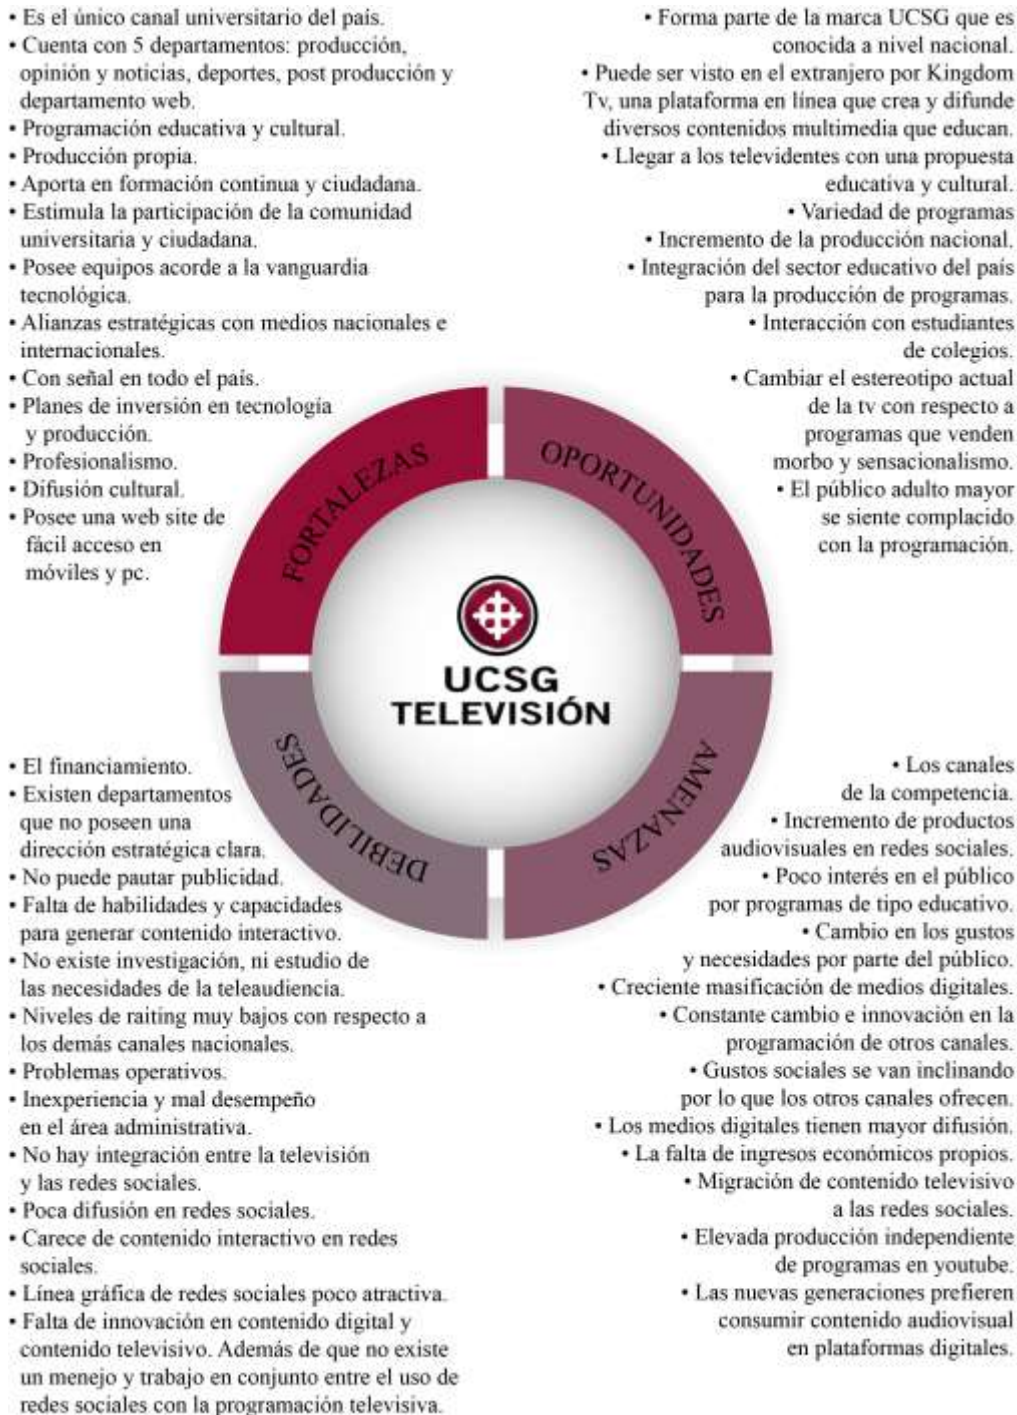 • Es el único canal universitario del país.
• Cuenta con 5 departamentos: producción,
opinión y noticias, deportes, post producción y
departamento web.
• Programación educativa y cultural.
• Producción propia.
• Aporta en formación continua y ciudadana.
• Estimula la participación de la comunidad
universitaria y ciudadana.
• Posee equipos acorde a la vanguardia
tecnológica.
• Alianzas estratégicas con medios nacionales e
internacionales.
• Con señal en todo el país.
• Planes de inversión en tecnología
y producción.
• Profesionalismo.
• Difusión cultural.
• Posee una web site de
fácil acceso en
móviles y pc.
• Forma parte de la marca UCSG que es
conocida a nivel nacional.
• Puede ser visto en el extranjero por Kingdom
Tv, una plataforma en línea que crea y difunde
diversos contenidos multimedia que educan.
• Llegar a los televidentes con una propuesta
educativa y cultural.
• Variedad de programas
• Incremento de la producción nacional.
• Integración del sector educativo del país
para la producción de programas.
• Interacción con estudiantes
de colegios.
• Cambiar el estereotipo actual
de la tv con respecto a
programas que venden
morbo y sensacionalismo.
• El público adulto mayor
se siente complacido
con la programación.
FORTALEZAS
OPORTUNIDADES
UCSG
TELEVISIÓN
DEBILIDADES
AMENAZAS
• El financiamiento.
• Existen departamentos
que no poseen una
dirección estratégica clara.
• No puede pautar publicidad.
• Falta de habilidades y capacidades
para generar contenido interactivo.
• No existe investigación, ni estudio de
las necesidades de la teleaudiencia.
• Niveles de raiting muy bajos con respecto a
los demás canales nacionales.
• Problemas operativos.
• Inexperiencia y mal desempeño
en el área administrativa.
• No hay integración entre la televisión
y las redes sociales.
• Poca difusión en redes sociales.
• Carece de contenido interactivo en redes
sociales.
• Línea gráfica de redes sociales poco atractiva.
• Falta de innovación en contenido digital y
contenido televisivo. Además de que no existe
un menejo y trabajo en conjunto entre el uso de
redes sociales con la programación televisiva.
• Los canales
de la competencia.
• Incremento de productos
audiovisuales en redes sociales.
• Poco interés en el público
por programas de tipo educativo.
• Cambio en los gustos
y necesidades por parte del público.
• Creciente masificación de medios digitales.
• Constante cambio e innovación en la
programación de otros canales.
• Gustos sociales se van inclinando
por lo que los otros canales ofrecen.
• Los medios digitales tienen mayor difusión.
• La falta de ingresos económicos propios.
• Migración de contenido televisivo
a las redes sociales.
• Elevada producción independiente
de programas en youtube.
• Las nuevas generaciones prefieren
consumir contenido audiovisual
en plataformas digitales.